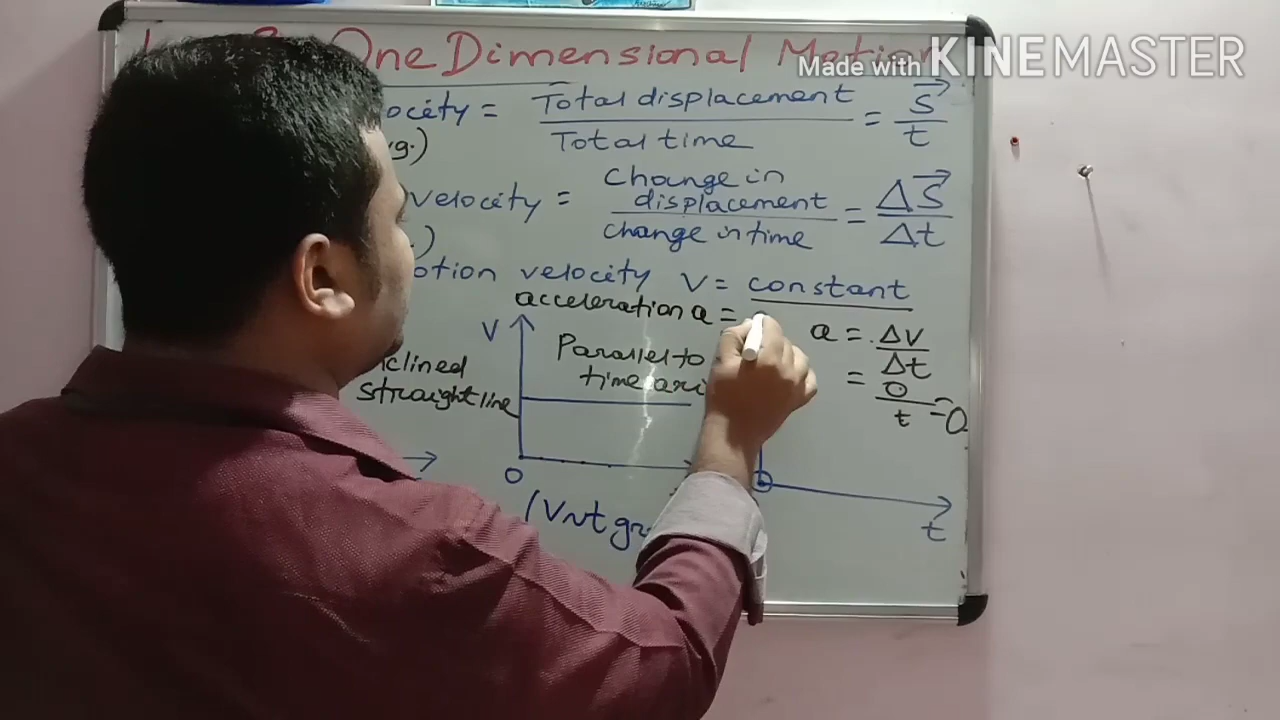 One Dimensional Motion
Made with KINEMASTER
ocity = Total displacement / Total time = S⃗ / t
g.)
velocity = Change in displacement / change in time = ΔS⃗ / Δt
.)
otion velocity V = constant
acceleration a =
a = ΔV / Δt
= 0 / t = 0
V
Parallel to
time axi
nclined
straight line
O
t
(V~t gr